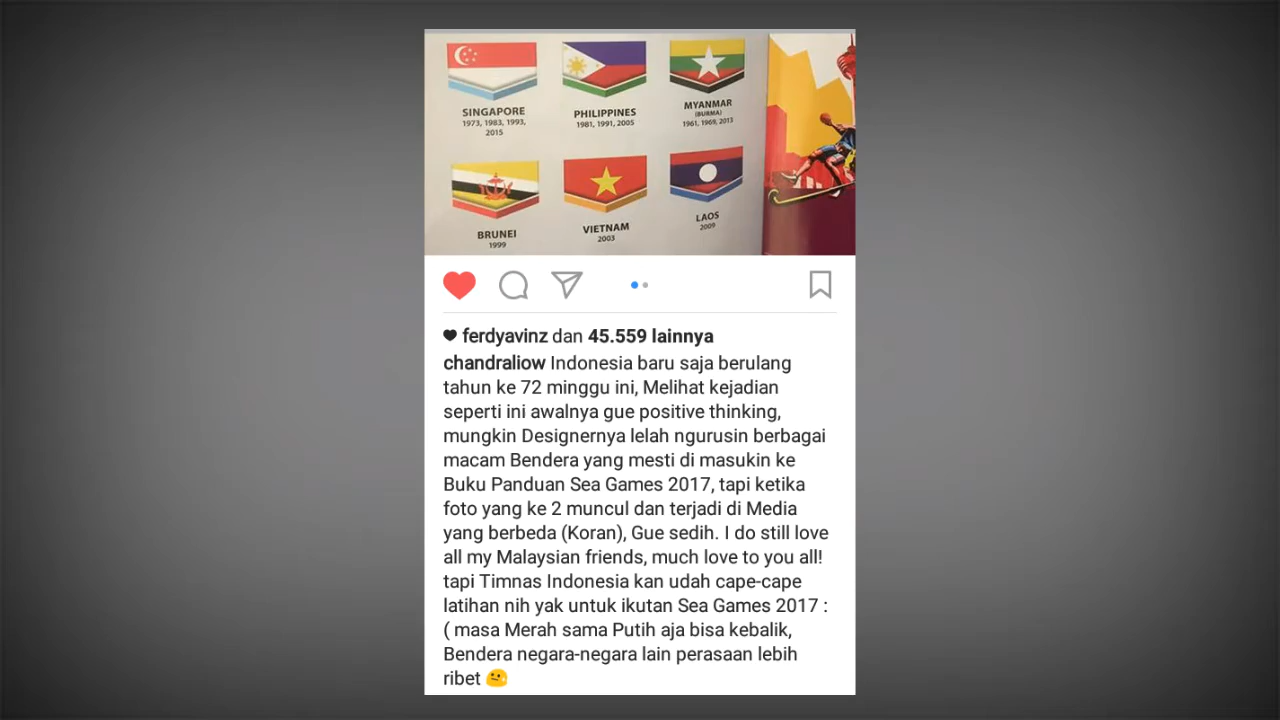 SINGAPORE
1973, 1983, 1993,
2015
PHILIPPINES
1981, 1991, 2005
MYANMAR
(BURMA)
1961, 1969, 2013
BRUNEI
1999
VIETNAM
2003
LAOS
2009
ferdyavinz dan 45.559 lainnya
chandraliow Indonesia baru saja berulang
tahun ke 72 minggu ini, Melihat kejadian
seperti ini awalnya gue positive thinking,
mungkin Designernya lelah ngurusin berbagai
macam Bendera yang mesti di masukin ke
Buku Panduan Sea Games 2017, tapi ketika
foto yang ke 2 muncul dan terjadi di Media
yang berbeda (Koran), Gue sedih. I do still love
all my Malaysian friends, much love to you all!
tapi Timnas Indonesia kan udah cape-cape
latihan nih yak untuk ikutan Sea Games 2017 :
( masa Merah sama Putih aja bisa kebalik,
Bendera negara-negara lain perasaan lebih
ribet